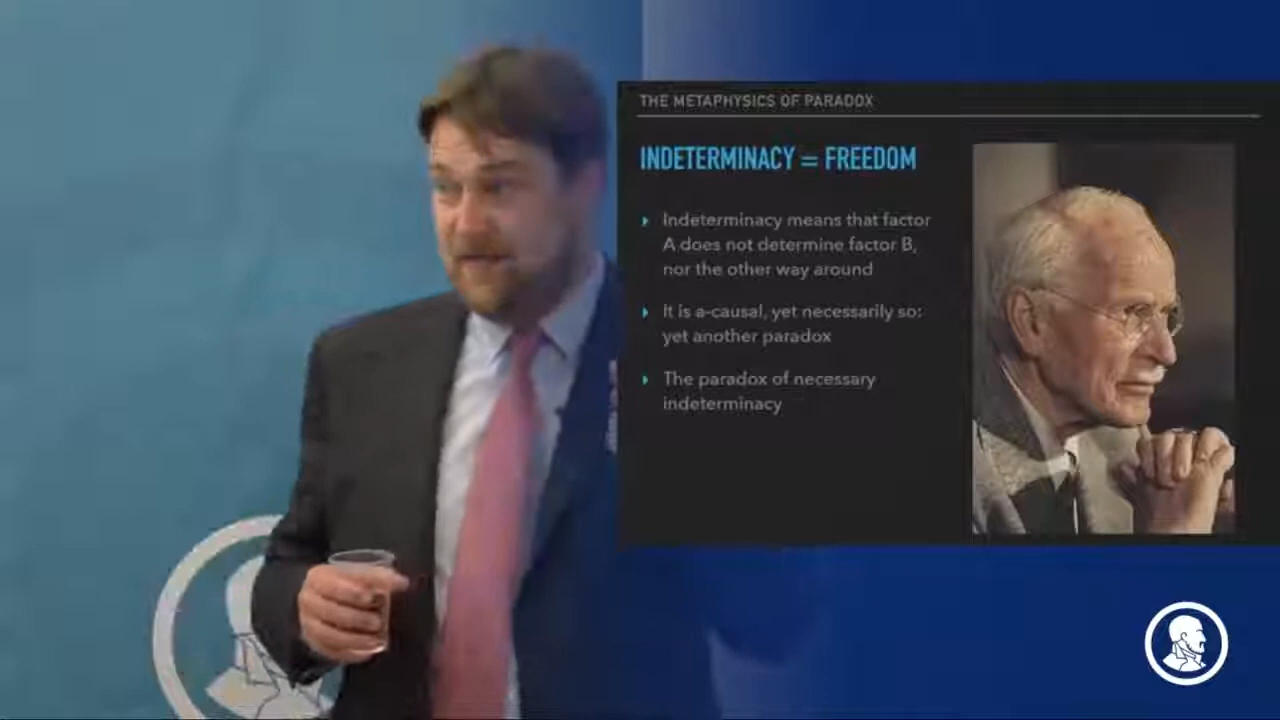 THE METAPHYSICS OF PARADOX
INDETERMINACY = FREEDOM
Indeterminacy means that factor
A does not determine factor B,
nor the other way around
It is a-causal, yet necessarily so:
yet another paradox
The paradox of necessary
indeterminacy